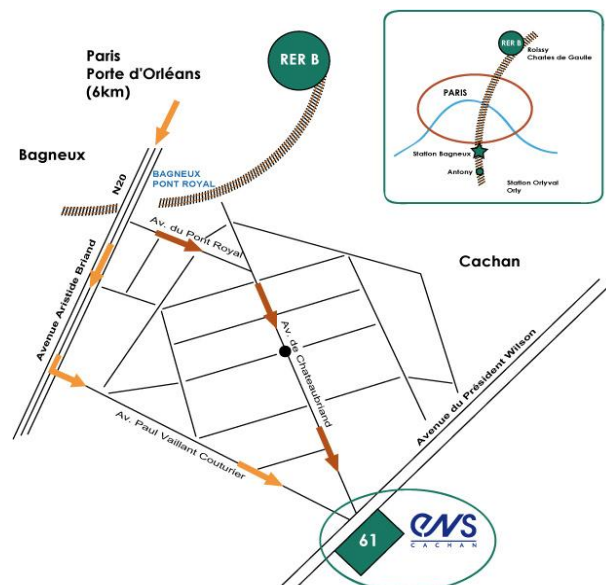 Paris
Porte d'Orléans
(6km)
RER B
Bagneux
N20
BAGNEUX
PONT ROYAL
Av. du Pont Royal
Avenue Aristide Briand
Av. de Chateaubriand
Av. Paul Vaillant Couturier
Cachan
Avenue du Président Wilson
61
ens
CACHAN
RER B
Roissy
Charles de Gaulle
PARIS
Station Bagneux
Antony
Station Orlyval
Orly